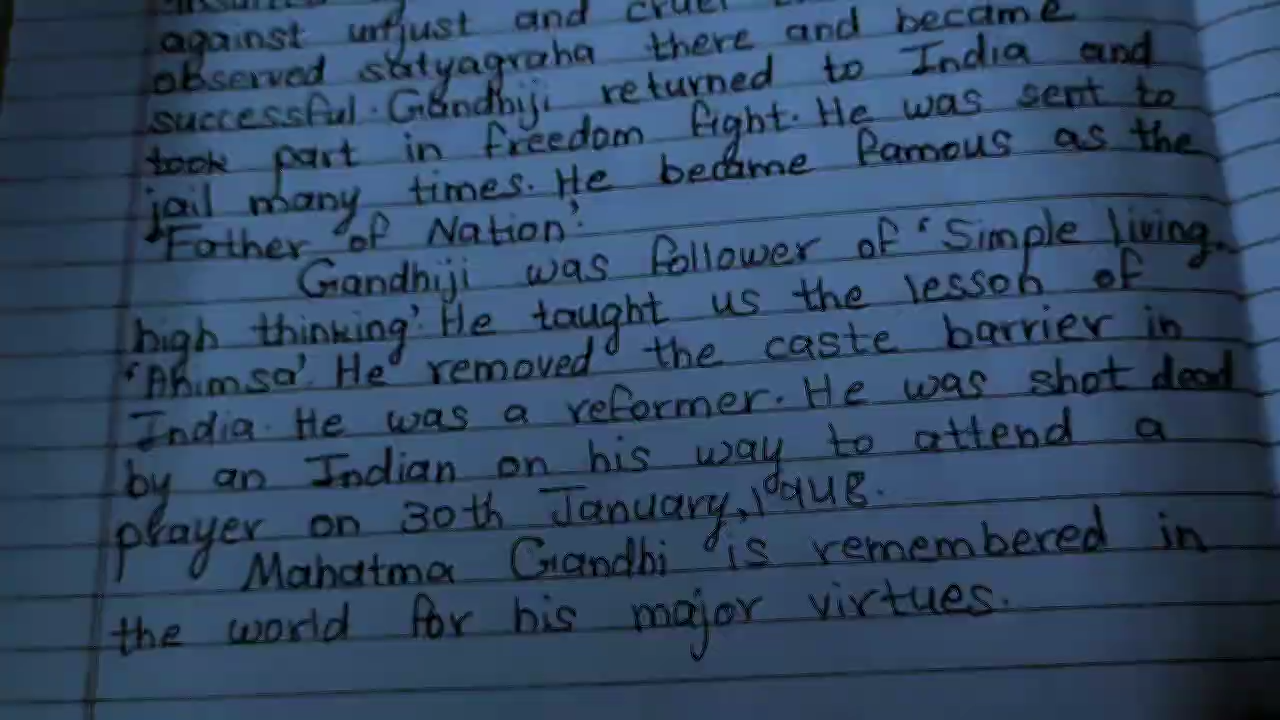 against unjust and cruel
observed satyagraha there and became
successful. Gandhiji returned to India and
took part in freedom fight. He was sent to
jail many times. He became famous as the
'Father of Nation.'
Gandhiji was follower of 'Simple living
high thinking'. He taught us the lesson of
'Ahimsa'. He removed the caste barrier in
India. He was a reformer. He was shot dead
by an Indian on his way to attend a
prayer on 30th January, 1948.
Mahatma Gandhi is remembered in
the world for his major virtues.